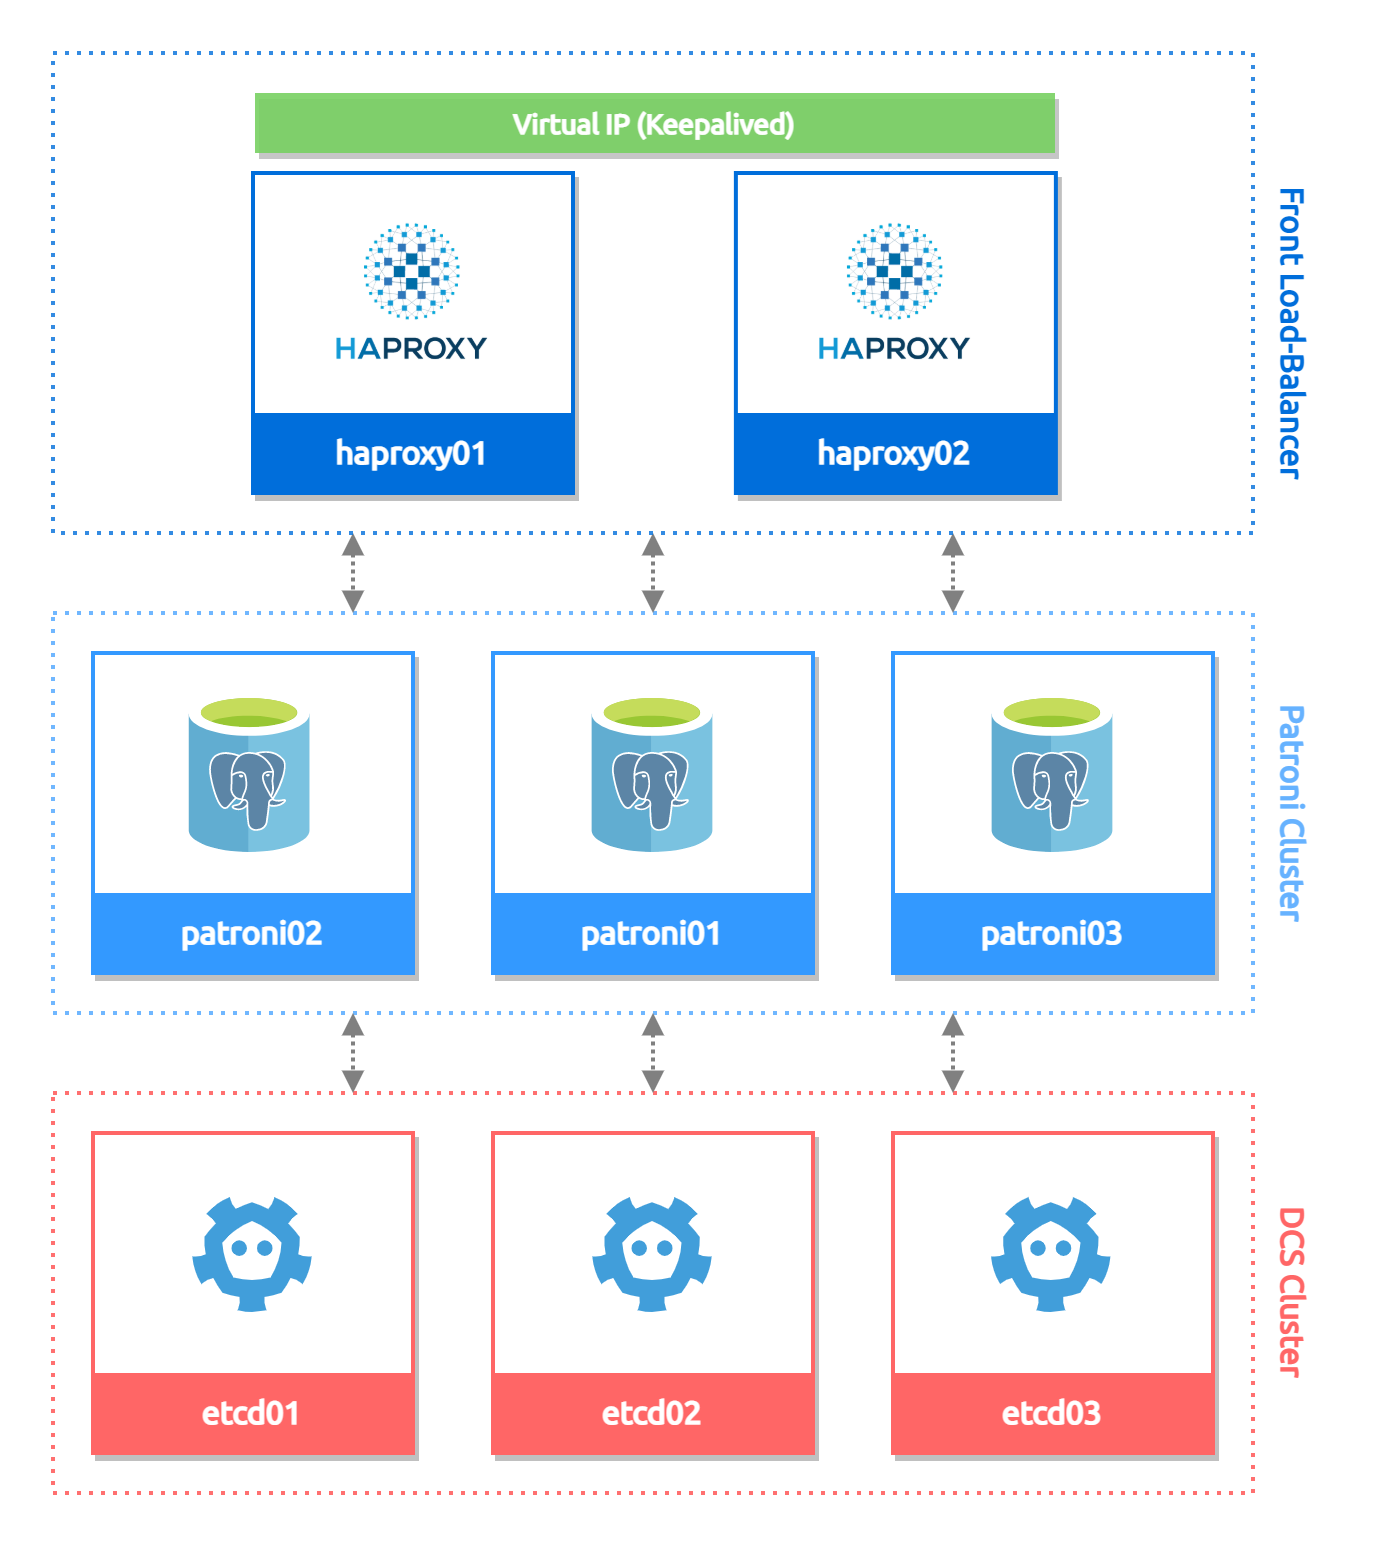 Virtual IP (Keepalived)
HAPROXY
HAPROXY
haproxy01
haproxy02
Front Load-Balancer
patroni02
patroni01
patroni03
Patroni Cluster
etcd01
etcd02
etcd03
DCS Cluster